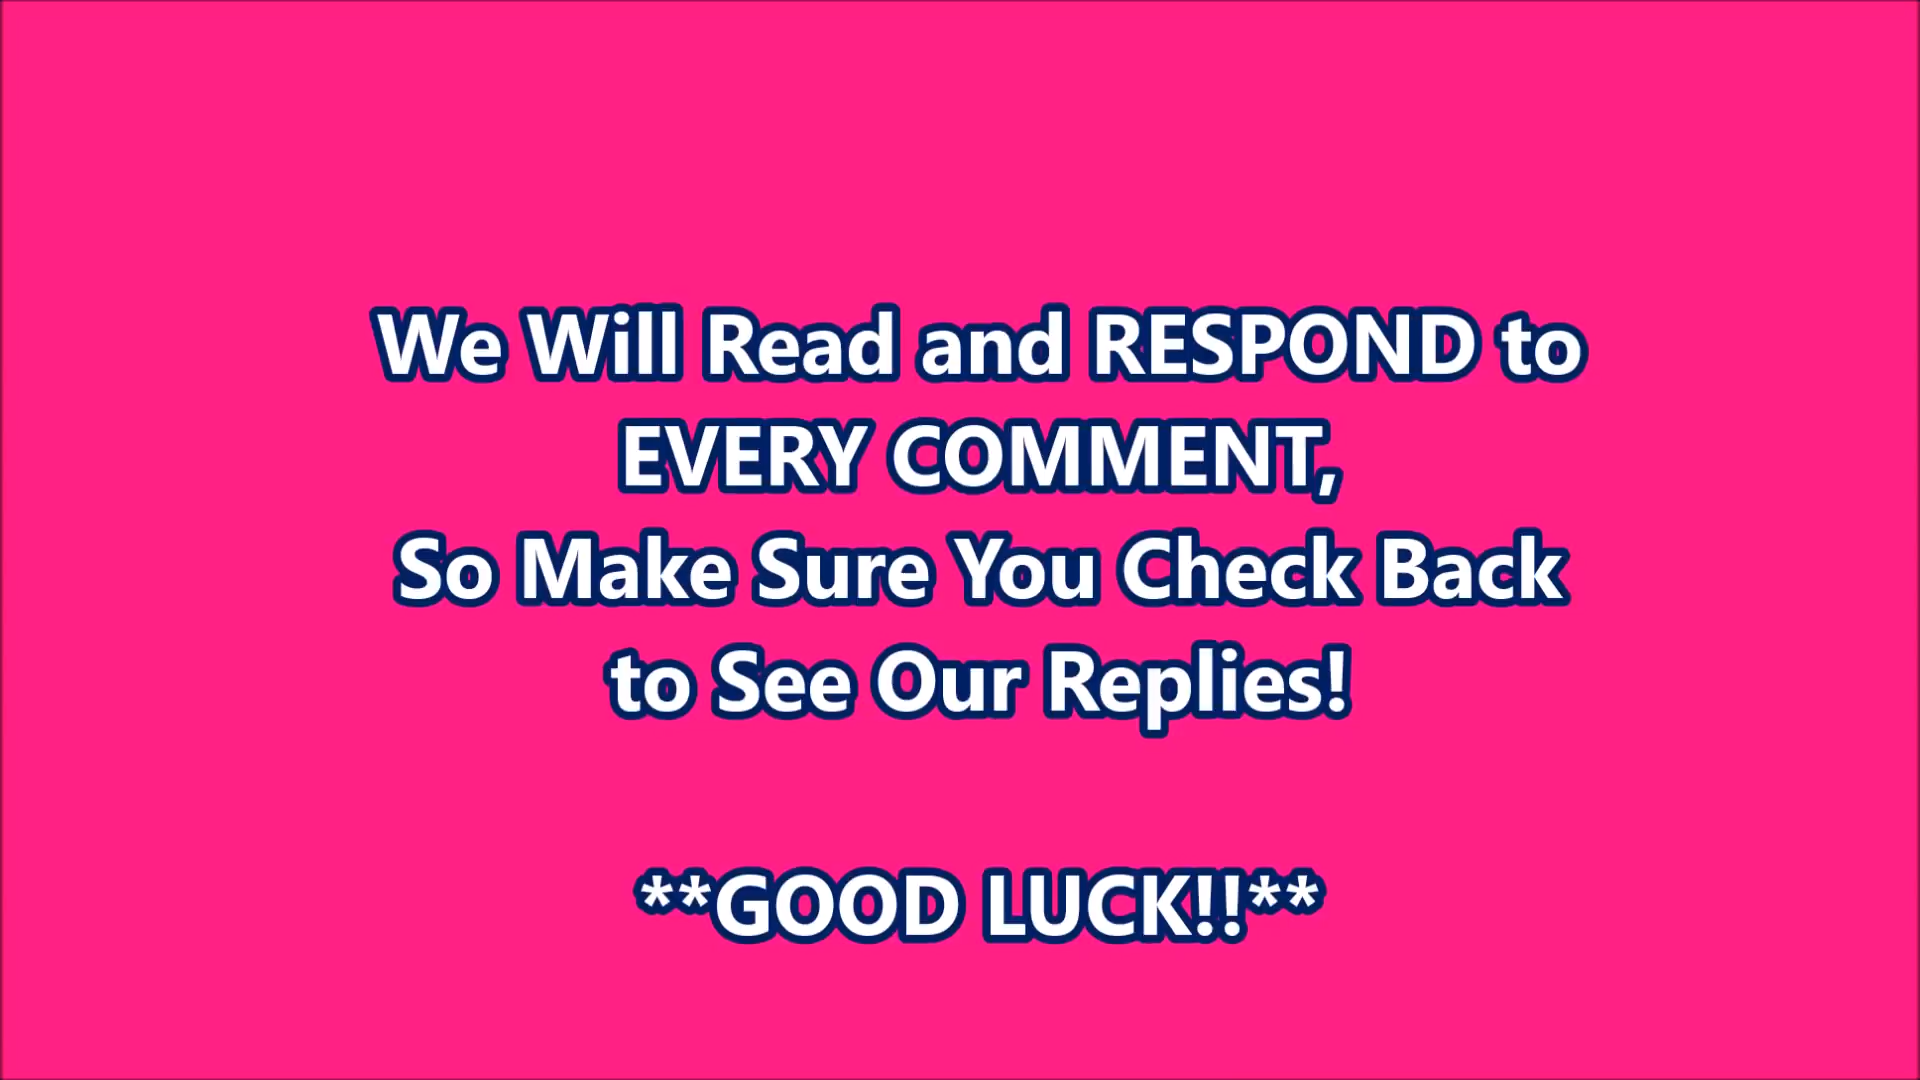 We Will Read and RESPOND to
EVERY COMMENT,
So Make Sure You Check Back
to See Our Replies!
**GOOD LUCK!!**